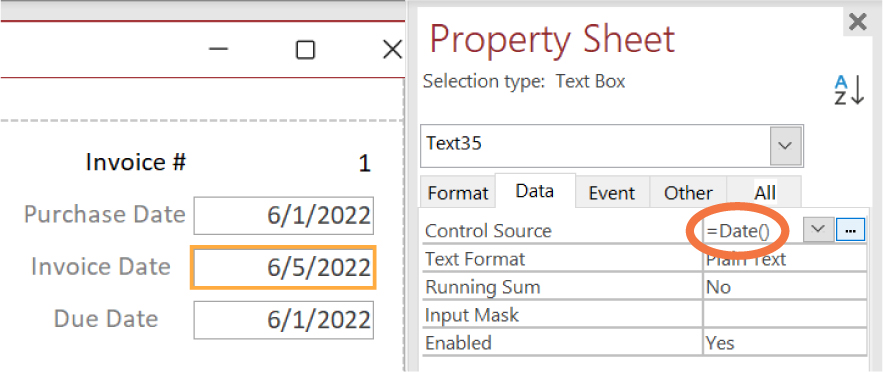 Invoice # 1
Purchase Date 6/1/2022
Invoice Date 6/5/2022
Due Date 6/1/2022
Property Sheet
Selection type: Text Box
A
Z
Text35
Format Data Event Other All
Control Source =Date() ...
Text Format Plain Text
Running Sum No
Input Mask
Enabled Yes